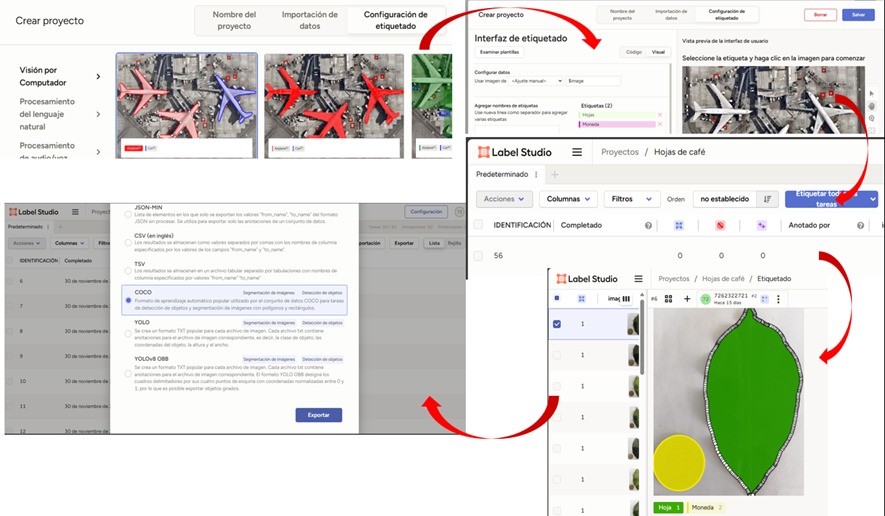 Crear proyecto
Nombre del proyecto
Importación de datos
Configuración de etiquetado
Visión por Computador
Procesamiento del lenguaje natural
Procesamiento de audio/voz
Crear proyecto
Nombre del proyecto
Importación de datos
Configuración de etiquetado
Borrar
Salvar
Interfaz de etiquetado
Examinar plantillas
Código
Visual
Configurar datos
Usar imagen de
<Ajuste manual>
$image
Agregar nombres de etiquetas
Use nueva línea como separador para agregar varias etiquetas
Etiquetas (2)
Hojas
Moneda
Vista previa de la interfaz de usuario
Seleccione la etiqueta y haga clic en la imagen para comenzar
Label Studio
Proyectos / Hojas de café
Predeterminado
Acciones
Columnas
Filtros
Orden
no establecido
Etiquetar
tareas
IDENTIFICACIÓN
Completado
Anotado por
56
0
0
0
Label Studio
Proyectos / Hojas de café / Etiquetado
#6
72
7262322721
#2
Hace 15 días
1
1
1
1
1
1
1
Hoja 1
Moneda 2
Label Studio
Configuración
Predeterminado
Acciones
Columnas
Exportar
Lista
Rejilla
IDENTIFICACIÓN
Completado
6
30 de noviembre de
7
30 de noviembre de
8
30 de noviembre de
9
30 de noviembre de
10
30 de noviembre de
11
30 de noviembre de
12
30 de noviembre de
JSON-MIN
Lista de elementos en los que solo se exportan los valores "from_name", "to_name" del formato JSON sin procesar. Se utiliza para exportar solo las anotaciones de un conjunto de datos.
CSV (en inglés)
Los resultados se almacenan como valores separados por comas con los nombres de columna especificados por los valores de los campos "from_name" y "to_name".
TSV
Los resultados se almacenan en un archivo tabular separado por tabulaciones con nombres de columna especificados por valores "from_name" "to_name"
COCO
Segmentación de imágenes
Detección de objetos
Formato de aprendizaje automático popular utilizado por el conjunto de datos COCO para tareas de detección de objetos y segmentación de imágenes con polígonos y rectángulos.
YOLO
Segmentación de imágenes
Detección de objetos
Se crea un formato TXT popular para cada archivo de imagen. Cada archivo txt contiene anotaciones para el archivo de imagen correspondiente, es decir, la clase de objeto, las coordenadas del objeto, la altura y el ancho.
YOLOv8 OBB
Segmentación de imágenes
Detección de objetos
Se crea un formato TXT popular para cada archivo de imagen. Cada archivo txt contiene anotaciones para el archivo de imagen correspondiente. El formato YOLO OBB designa los cuadros delimitadores por sus cuatro puntos de esquina con coordenadas normalizadas entre 0 y 1, por lo que es posible exportar objetos girados.
Exportar